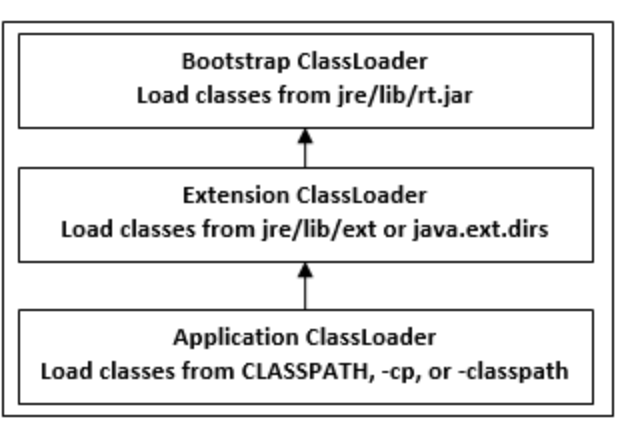 Bootstrap ClassLoader
Load classes from jre/lib/rt.jar
Extension ClassLoader
Load classes from jre/lib/ext or java.ext.dirs
Application ClassLoader
Load classes from CLASSPATH, -cp, or -classpath